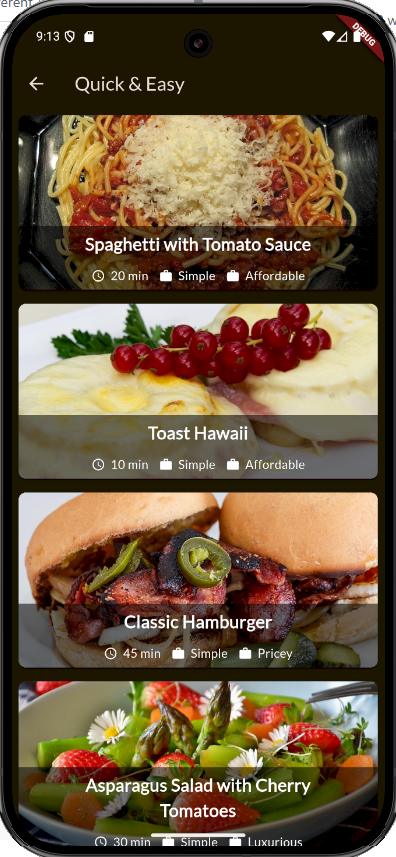 erent
w
9:13
DEBUG
Quick & Easy
Spaghetti with Tomato Sauce
20 min Simple Affordable
Toast Hawaii
10 min Simple Affordable
Classic Hamburger
45 min Simple Pricey
Asparagus Salad with Cherry
Tomatoes
30 min Simple Luxurious